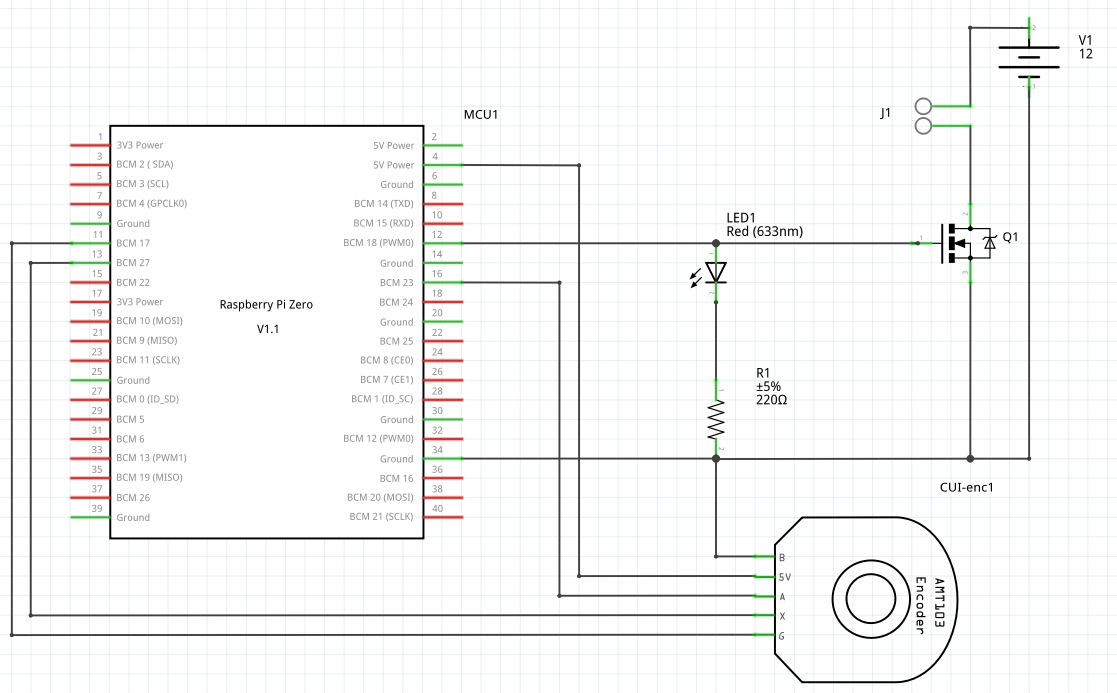 V1
12
J1
MCU1
1 3V3 Power 5V Power 2
3 BCM 2 ( SDA) 5V Power 4
5 BCM 3 (SCL) Ground 6
7 BCM 4 (GPCLK0) BCM 14 (TXD) 8
9 Ground BCM 15 (RXD) 10
11 BCM 17 BCM 18 (PWM0) 12
13 BCM 27 Ground 14
15 BCM 22 BCM 23 16
17 3V3 Power BCM 24 18
19 BCM 10 (MOSI) Ground 20
21 BCM 9 (MISO) BCM 25 22
23 BCM 11 (SCLK) BCM 8 (CE0) 24
25 Ground BCM 7 (CE1) 26
27 BCM 0 (ID_SD) BCM 1 (ID_SC) 28
29 BCM 5 Ground 30
31 BCM 6 BCM 12 (PWM0) 32
33 BCM 13 (PWM1) Ground 34
35 BCM 19 (MISO) BCM 16 36
37 BCM 26 BCM 20 (MOSI) 38
39 Ground BCM 21 (SCLK) 40
Raspberry Pi Zero
V1.1
LED1
Red (633nm)
Q1
R1
±5%
220Ω
CUI-enc1
B
5V
A
X
G
AMT103
Encoder